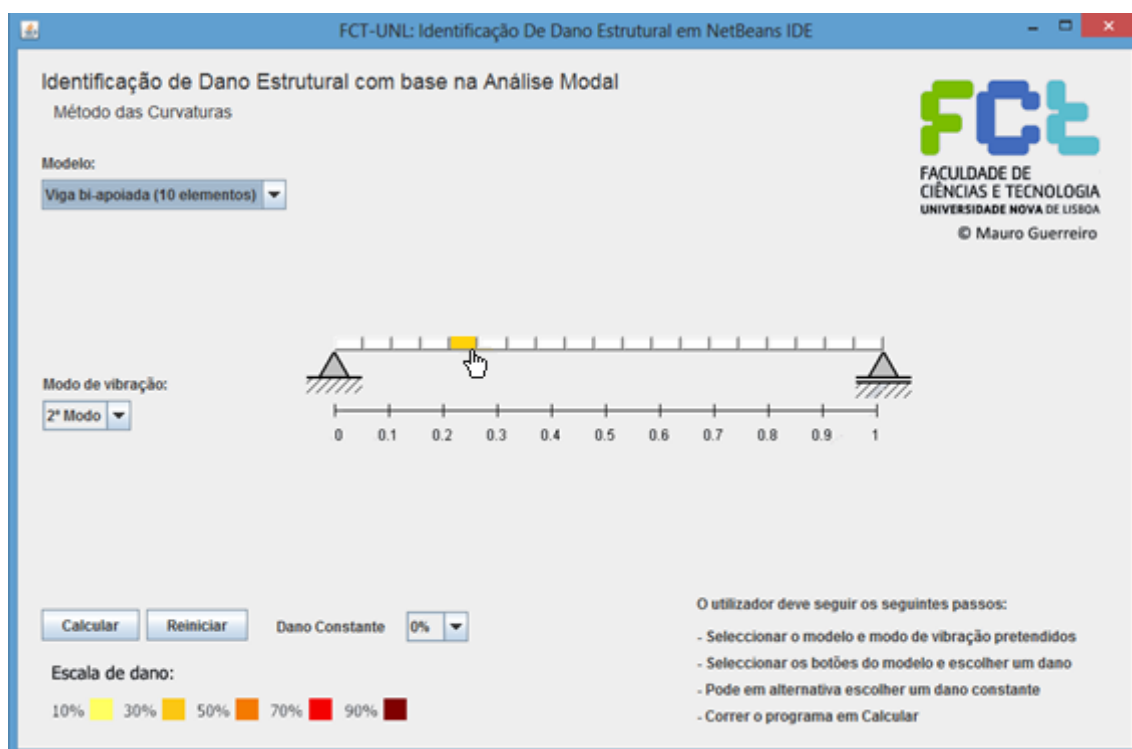 FCT-UNL: Identificação De Dano Estrutural em NetBeans IDE
Identificação de Dano Estrutural com base na Análise Modal
Método das Curvaturas
FCt
FACULDADE DE
CIÊNCIAS E TECNOLOGIA
UNIVERSIDADE NOVA DE LISBOA
© Mauro Guerreiro
Modelo:
Viga bi-apoiada (10 elementos)
Modo de vibração:
2º Modo
0 0.1 0.2 0.3 0.4 0.5 0.6 0.7 0.8 0.9 1
Calcular Reiniciar Dano Constante 0%
Escala de dano:
10% 30% 50% 70% 90%
O utilizador deve seguir os seguintes passos:
- Seleccionar o modelo e modo de vibração pretendidos
- Seleccionar os botões do modelo e escolher um dano
- Pode em alternativa escolher um dano constante
- Correr o programa em Calcular